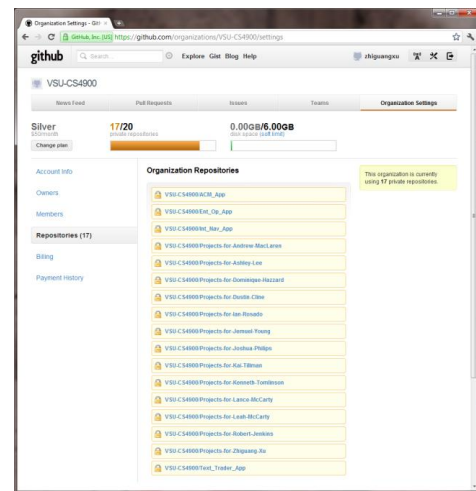 Organization Settings - Gith
GitHub, Inc. [US] https://github.com/organizations/VSU-CS4900/settings
github
Search...
Explore Gist Blog Help
zhiguangxu
VSU-CS4900
News Feed
Pull Requests
Issues
Teams
Organization Settings
Silver
$50/month
Change plan
17/20
private repositories
0.00GB/6.00GB
disk space (soft limit)
Account Info
Owners
Members
Repositories (17)
Billing
Payment History
Organization Repositories
VSU-CS4900/ACM_App
VSU-CS4900/Ent_Op_App
VSU-CS4900/Int_Nav_App
VSU-CS4900/Projects-for-Andrew-MacLaren
VSU-CS4900/Projects-for-Ashley-Lee
VSU-CS4900/Projects-for-Dominique-Hazzard
VSU-CS4900/Projects-for-Dustin-Cline
VSU-CS4900/Projects-for-Ian-Rosado
VSU-CS4900/Projects-for-Jemuel-Young
VSU-CS4900/Projects-for-Joshua-Philips
VSU-CS4900/Projects-for-Kai-Tillman
VSU-CS4900/Projects-for-Kenneth-Tomlinson
VSU-CS4900/Projects-for-Lance-McCarty
VSU-CS4900/Projects-for-Leah-McCarty
VSU-CS4900/Projects-for-Robert-Jenkins
VSU-CS4900/Projects-for-Zhiguang-Xu
VSU-CS4900/Text_Trader_App
This organization is currently
using 17 private repositories.